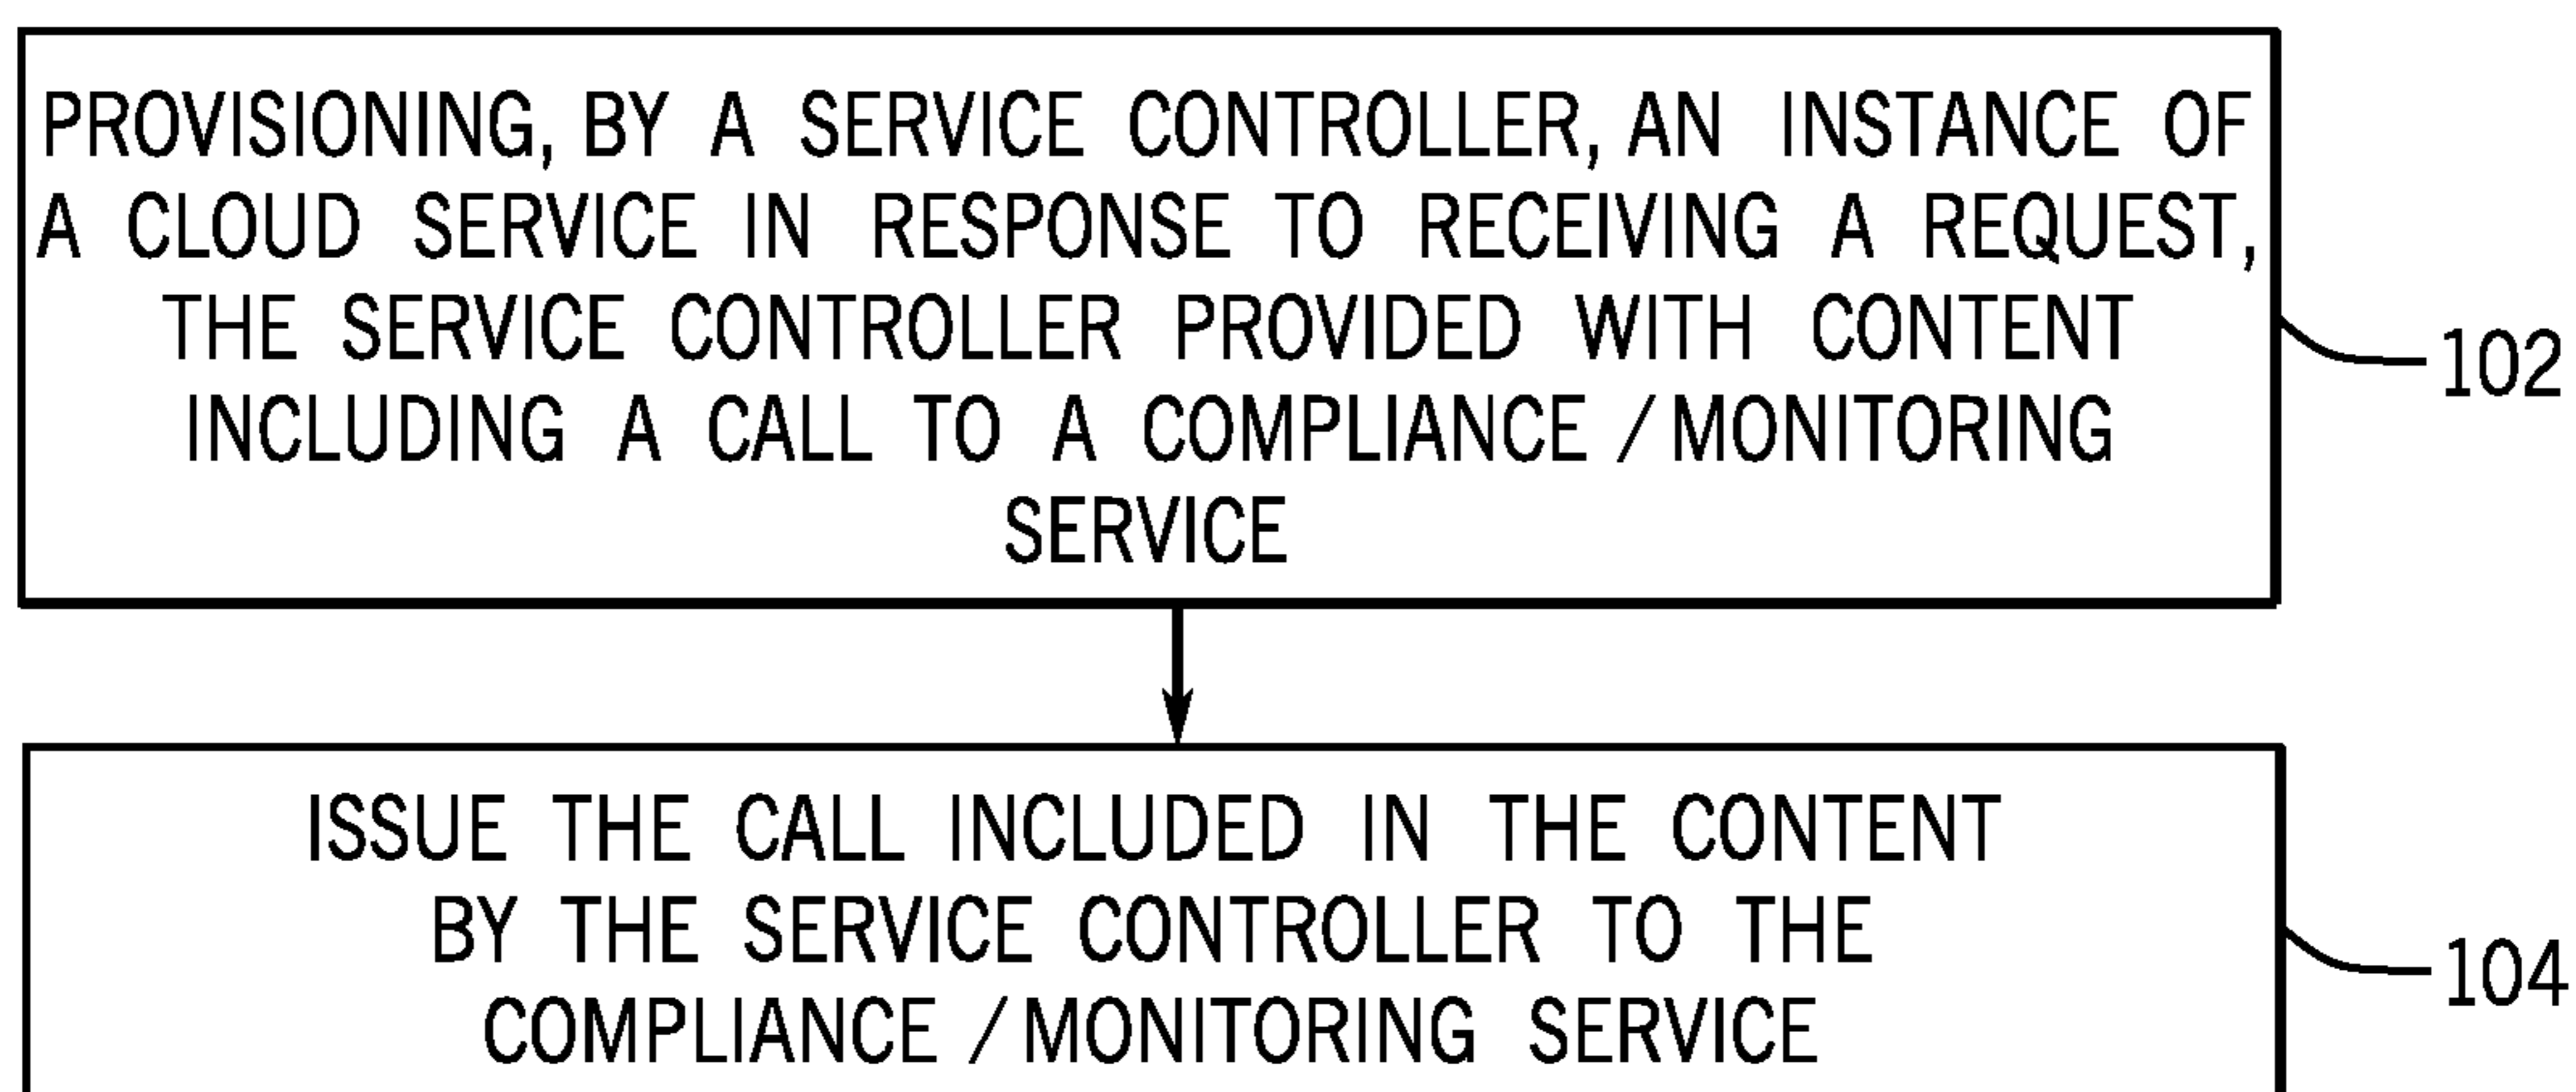 PROVISIONING, BY A SERVICE CONTROLLER, AN INSTANCE OF
A CLOUD SERVICE IN RESPONSE TO RECEIVING A REQUEST,
THE SERVICE CONTROLLER PROVIDED WITH CONTENT
INCLUDING A CALL TO A COMPLIANCE / MONITORING
SERVICE
102
ISSUE THE CALL INCLUDED IN THE CONTENT
BY THE SERVICE CONTROLLER TO THE
COMPLIANCE / MONITORING SERVICE
104